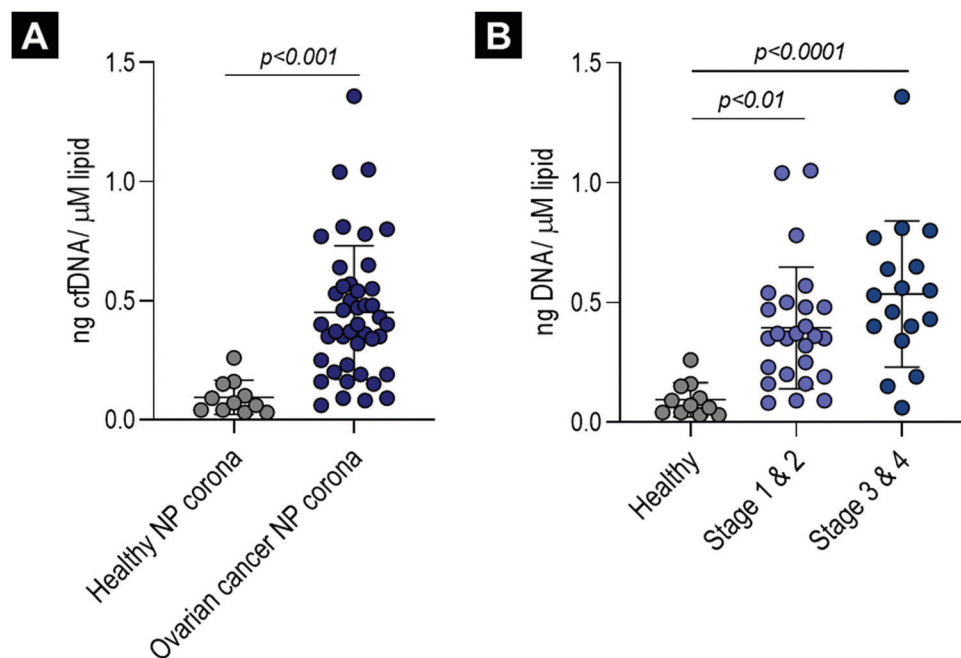 A
p<0.001
1.5
1.0
0.5
0.0
ng cfDNA/ μM lipid
Healthy NP corona
Ovarian cancer NP corona
B
p<0.0001
p<0.01
1.5
1.0
0.5
0.0
ng DNA/ μM lipid
Healthy
Stage 1 & 2
Stage 3 & 4